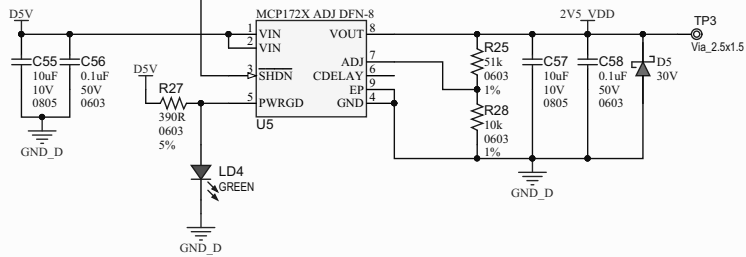 D5V
MCP172X ADJ DFN-8
2V5_VDD
TP3
Via_2.5x1.5
1 VIN
2 VIN
3 SHDN
5 PWRGD
VOUT 8
ADJ 7
CDELAY 6
EP 9
GND 4
U5
C55
10uF
10V
0805
C56
0.1uF
50V
0603
GND_D
D5V
R27
390R
0603
5%
LD4
GREEN
GND_D
R25
51k
0603
1%
R28
10k
0603
1%
C57
10uF
10V
0805
C58
0.1uF
50V
0603
D5
30V
GND_D